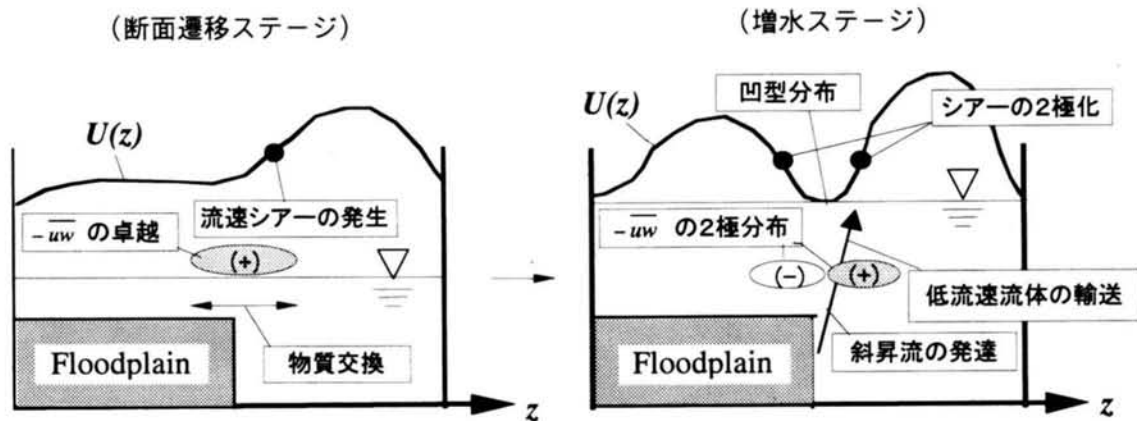 (断面遷移ステージ)
U(z)
流速シアーの発生
-uw の卓越
(+)
Floodplain
物質交換
z
(増水ステージ)
凹型分布
U(z)
シアーの2極化
-uw の2極分布
(-)
(+)
低流速流体の輸送
Floodplain
斜昇流の発達
z